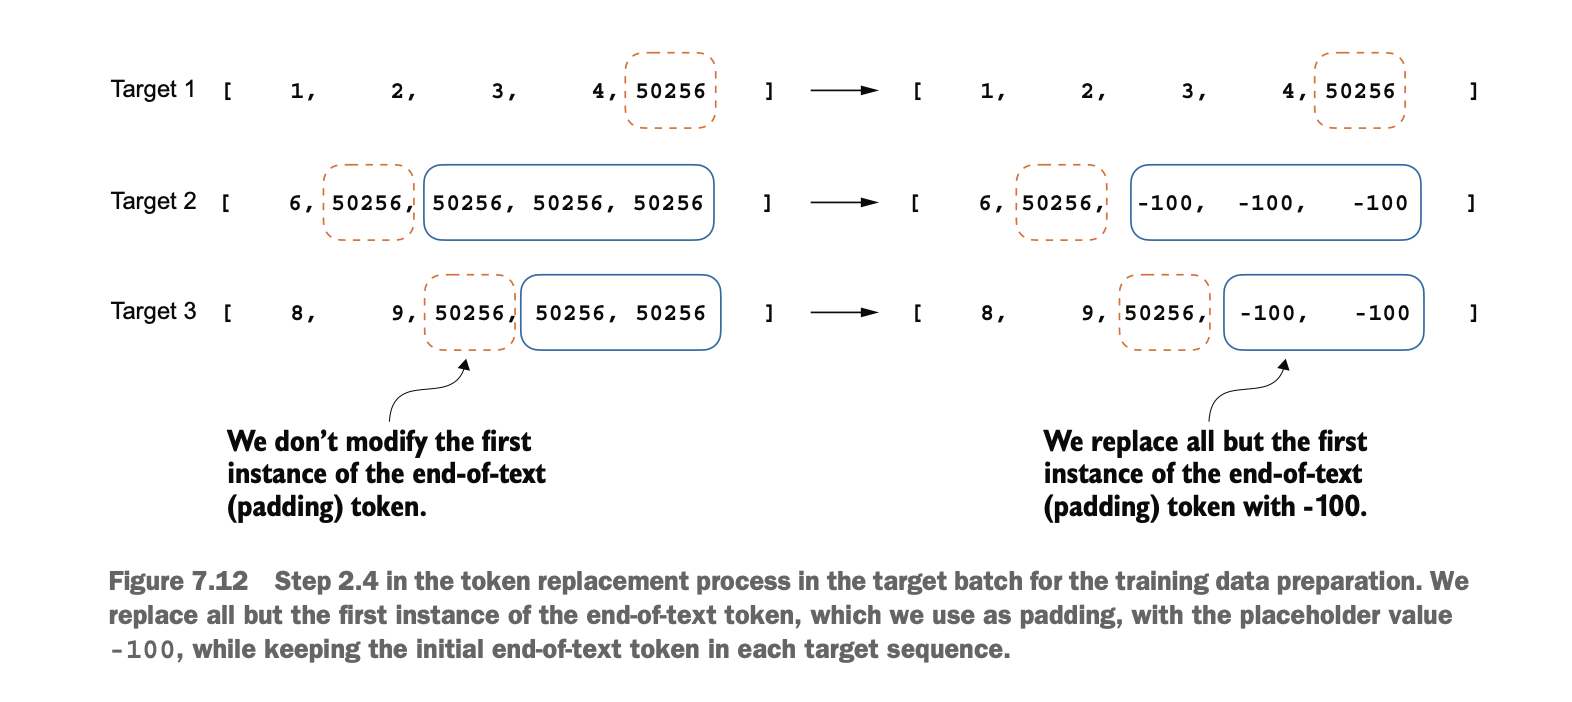 Target 1 [ 1, 2, 3, 4, 50256 ] [ 1, 2, 3, 4, 50256 ]
Target 2 [ 6, 50256, 50256, 50256, 50256 ] [ 6, 50256, -100, -100, -100 ]
Target 3 [ 8, 9, 50256, 50256, 50256 ] [ 8, 9, 50256, -100, -100 ]
We don't modify the first
instance of the end-of-text
(padding) token.
We replace all but the first
instance of the end-of-text
(padding) token with -100.
Figure 7.12 Step 2.4 in the token replacement process in the target batch for the training data preparation. We
replace all but the first instance of the end-of-text token, which we use as padding, with the placeholder value
-100, while keeping the initial end-of-text token in each target sequence.